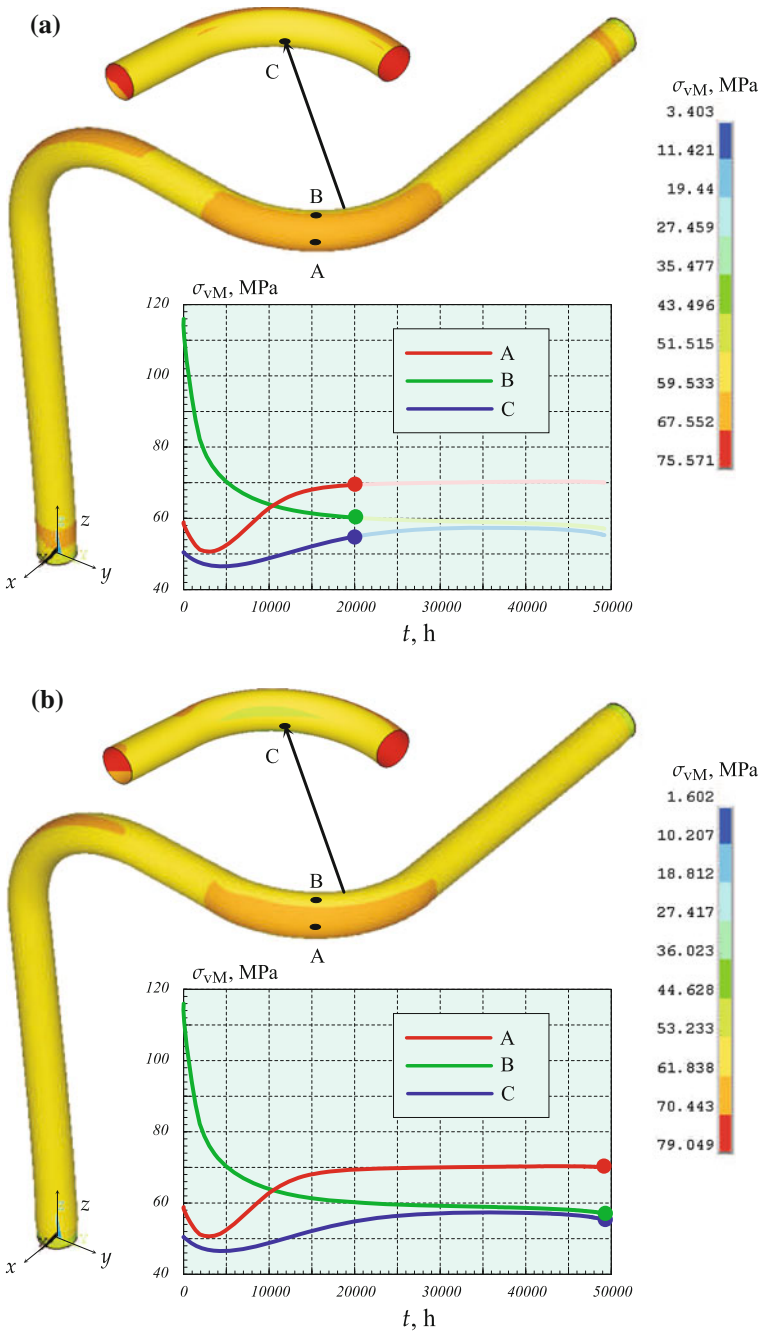 (a)
C
B
A
σvM, MPa
3.403
11.421
19.44
27.459
35.477
43.496
51.515
59.533
67.552
75.571
z
x
y
σvM, MPa
120
100
80
60
40
A
B
C
0
10000
20000
30000
40000
50000
t, h
(b)
C
B
A
σvM, MPa
1.602
10.207
18.812
27.417
36.023
44.628
53.233
61.838
70.443
79.049
z
x
y
σvM, MPa
120
100
80
60
40
A
B
C
0
10000
20000
30000
40000
50000
t, h